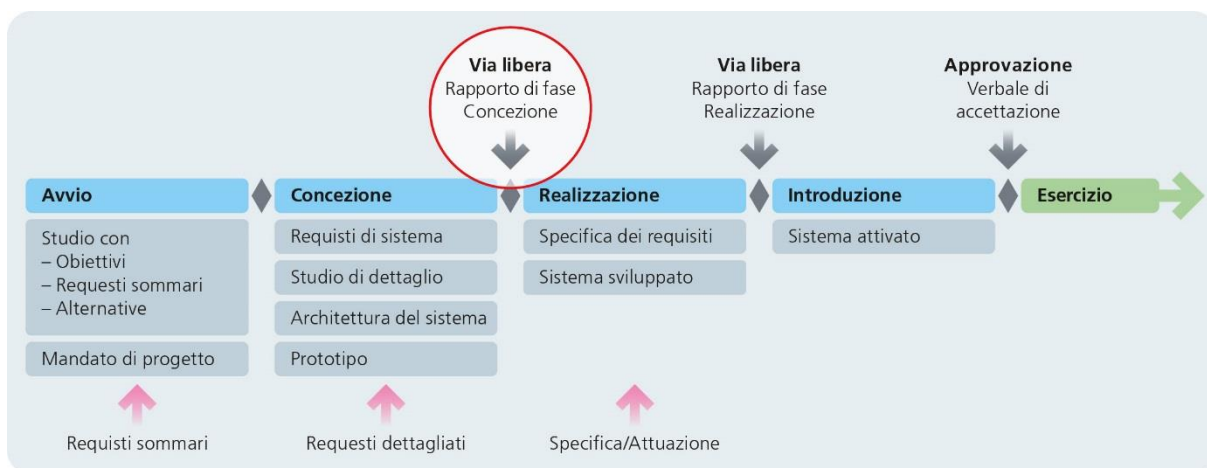 Via libera
Rapporto di fase
Concezione
Via libera
Rapporto di fase
Realizzazione
Approvazione
Verbale di
accettazione
Avvio
Concezione
Realizzazione
Introduzione
Esercizio
Studio con
– Obiettivi
– Requesti sommari
– Alternative
Mandato di progetto
Requisti di sistema
Studio di dettaglio
Architettura del sistema
Prototipo
Specifica dei requisiti
Sistema sviluppato
Sistema attivato
Requisti sommari
Requesti dettagliati
Specifica/Attuazione